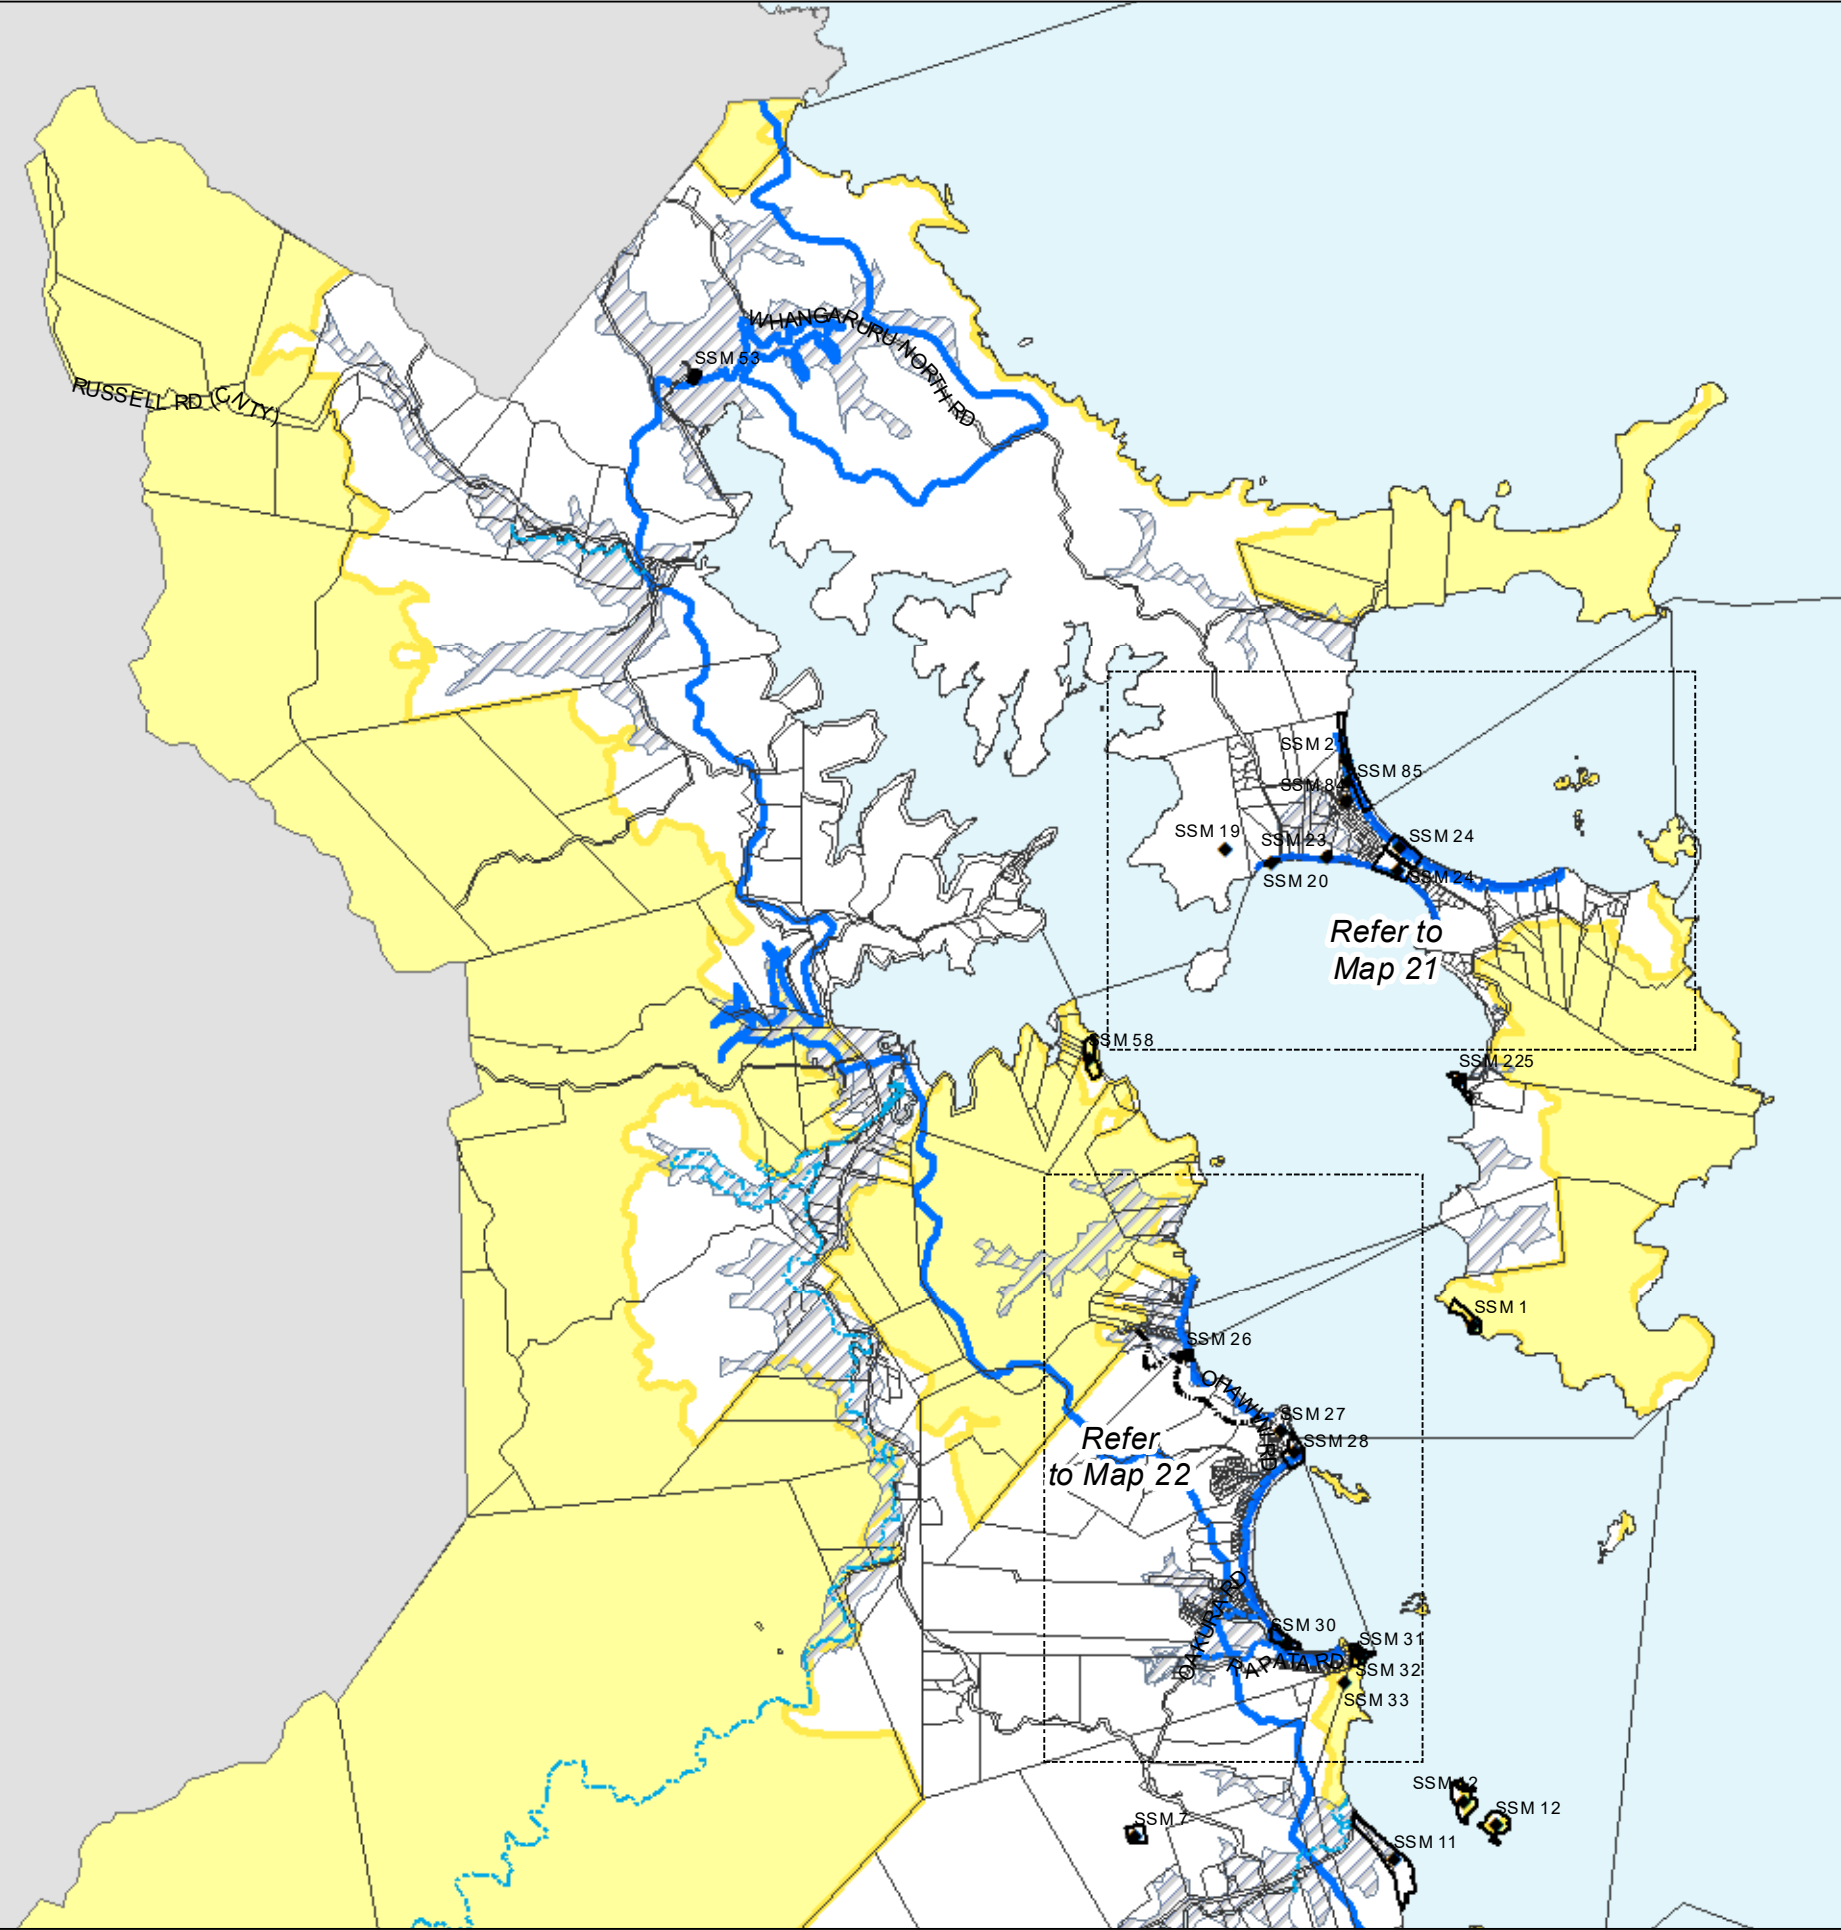 WHANGARURU NORTH RD
SSM 53
RUSSELL RD (CNTY)
SSM 2
SSM 85
SSM 84
SSM 19
SSM 23
SSM 24
SSM 20
SSM 24
Refer to
Map 21
SSM 58
SSM 225
SSM 1
SSM 26
OHAWINI RD
SSM 27
SSM 28
Refer
to Map 22
OAKURA RD
SSM 30
SSM 31
RAPATA RD
SSM 32
SSM 33
SSM 12
SSM 12
SSM 7
SSM 11